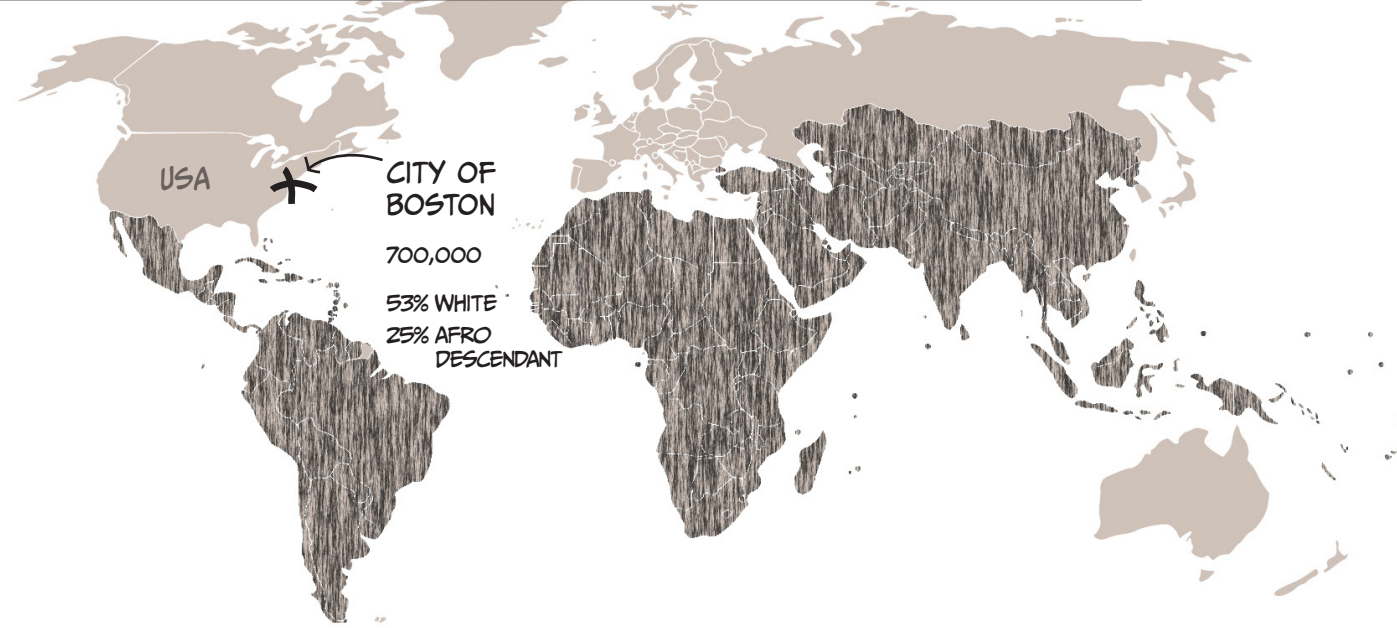 USA
CITY OF
BOSTON
700,000
53% WHITE
25% AFRO
DESCENDANT